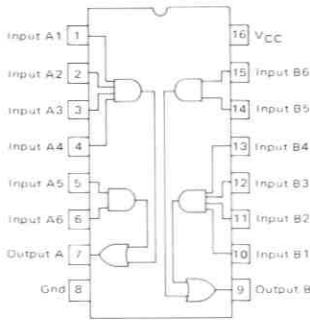 Input A1 1
16 VCC
Input A2 2
15 Input B6
Input A3 3
14 Input B5
Input A4 4
13 Input B4
Input A5 5
12 Input B3
Input A6 6
11 Input B2
Output A 7
10 Input B1
Gnd 8
9 Output B